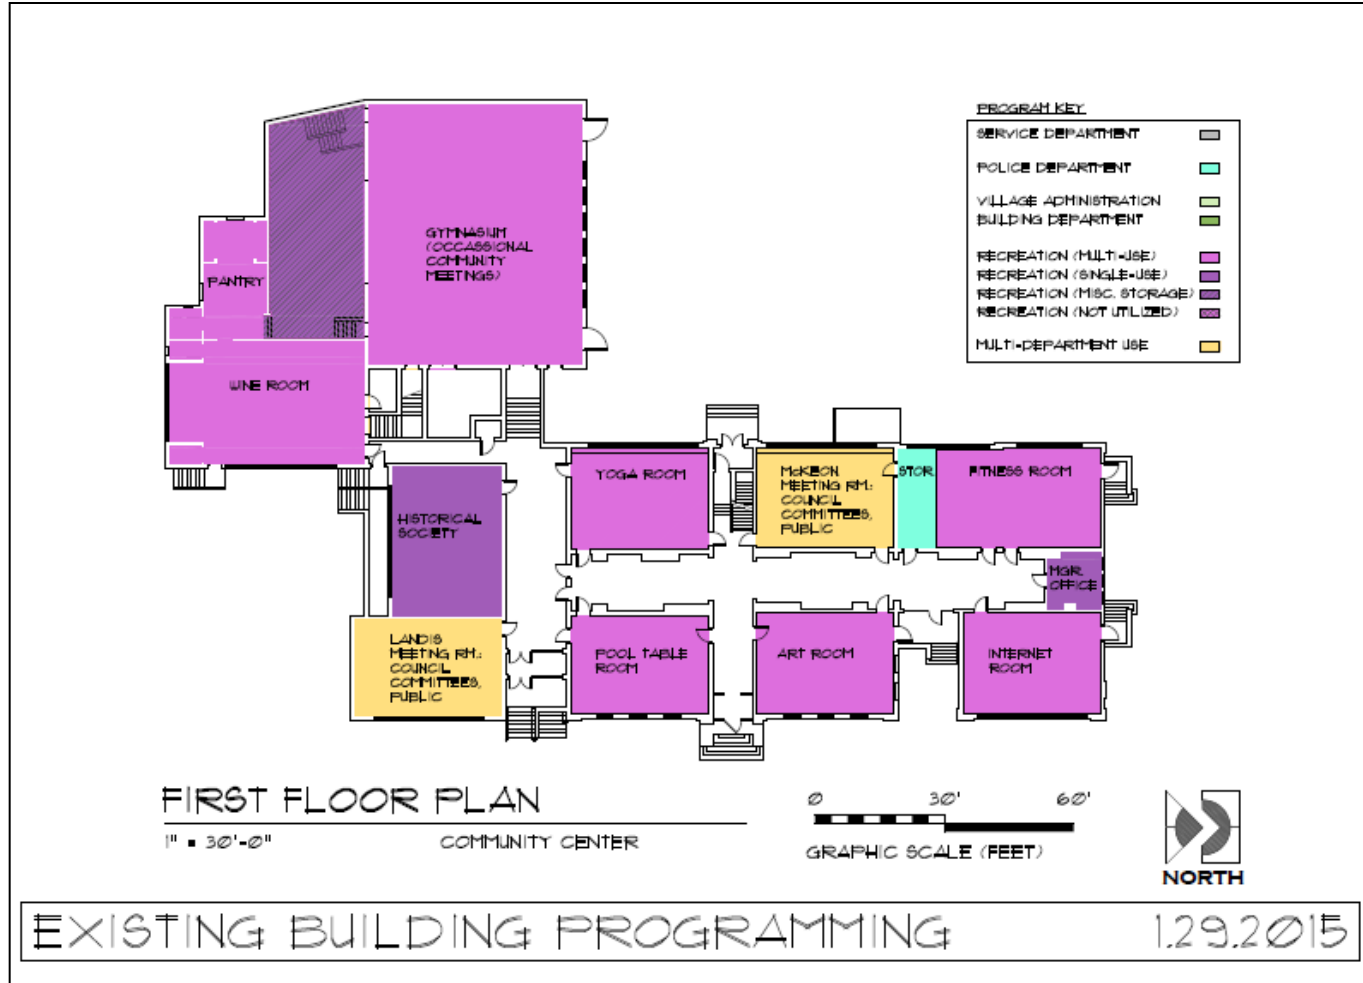 PROGRAM KEY
SERVICE DEPARTMENT
POLICE DEPARTMENT
VILLAGE ADMINISTRATION
BUILDING DEPARTMENT
RECREATION (MULTI-USE)
RECREATION (SINGLE-USE)
RECREATION (MISC. STORAGE)
RECREATION (NOT UTILIZED)
MULTI-DEPARTMENT USE
GYMNASIUM
(OCCASSIONAL
COMMUNITY
MEETINGS)
PANTRY
WINE ROOM
YOGA ROOM
McKEON
MEETING RM.:
COUNCIL
COMMITTEES,
PUBLIC
STOR.
FITNESS ROOM
HISTORICAL
SOCIETY
MGR.
OFFICE
LANDIS
MEETING RM.:
COUNCIL
COMMITTEES,
PUBLIC
POOL TABLE
ROOM
ART ROOM
INTERNET
ROOM
FIRST FLOOR PLAN
1" = 30'-0" COMMUNITY CENTER
0 30' 60'
GRAPHIC SCALE (FEET)
NORTH
EXISTING BUILDING PROGRAMMING 1.29.2015